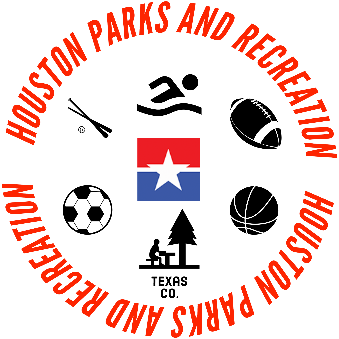 HOUSTON PARKS AND RECREATION
HOUSTON PARKS AND RECREATION
TEXAS
CO.